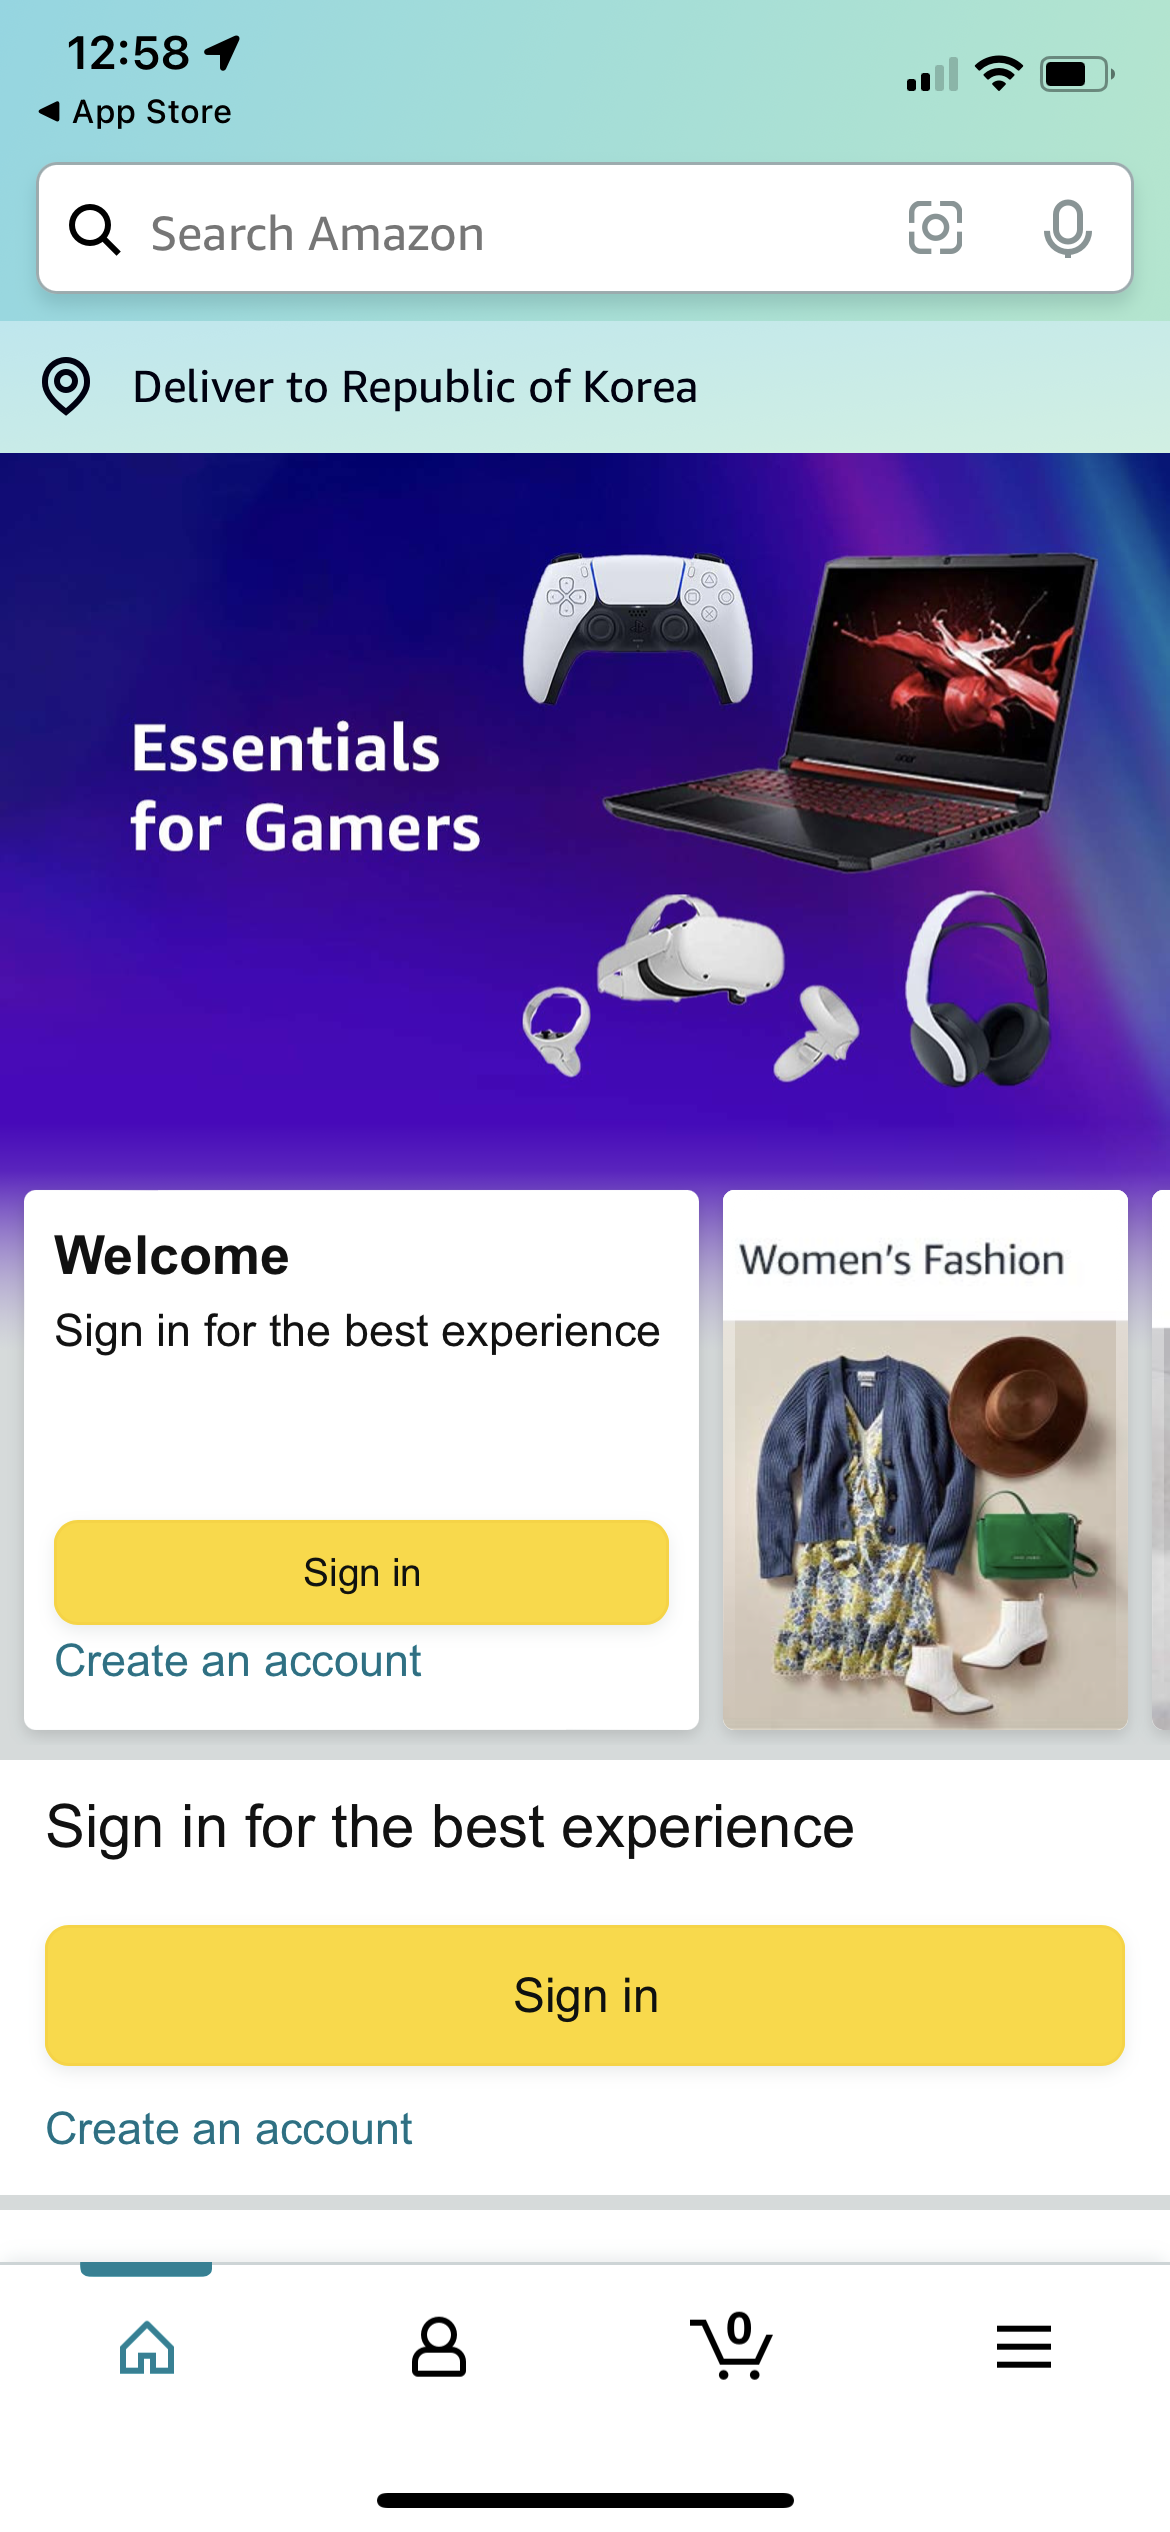 12:58
App Store
Search Amazon
Deliver to Republic of Korea
Essentials
for Gamers
acer
Welcome
Sign in for the best experience
Sign in
Create an account
Women's Fashion
Sign in for the best experience
Sign in
Create an account
0